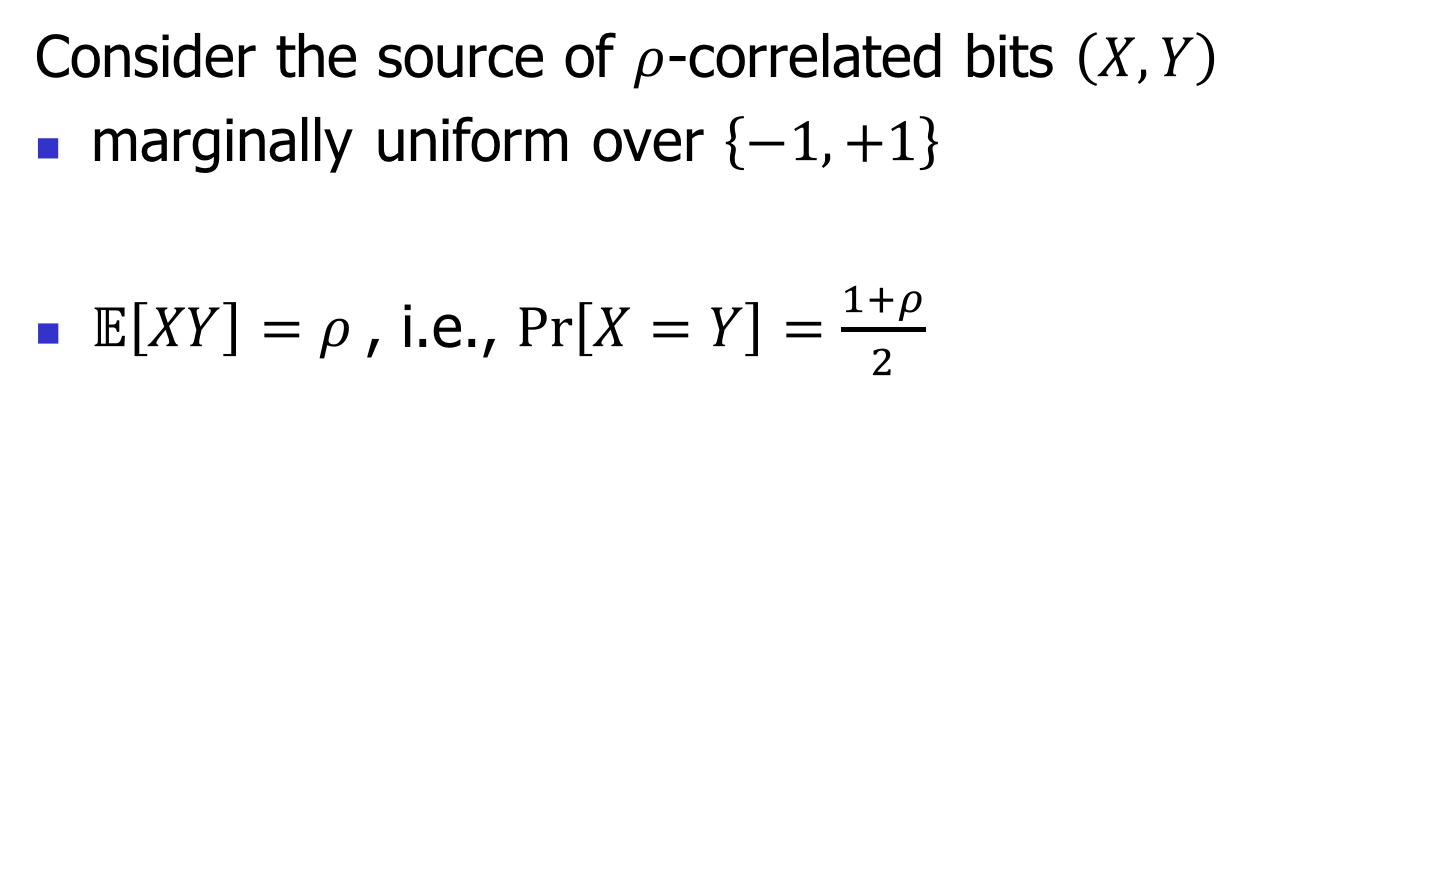 Consider the source of ρ-correlated bits (X, Y)
▪ marginally uniform over {−1, +1}
▪ 𝔼[XY] = ρ , i.e., Pr[X = Y] = (1+ρ)/2